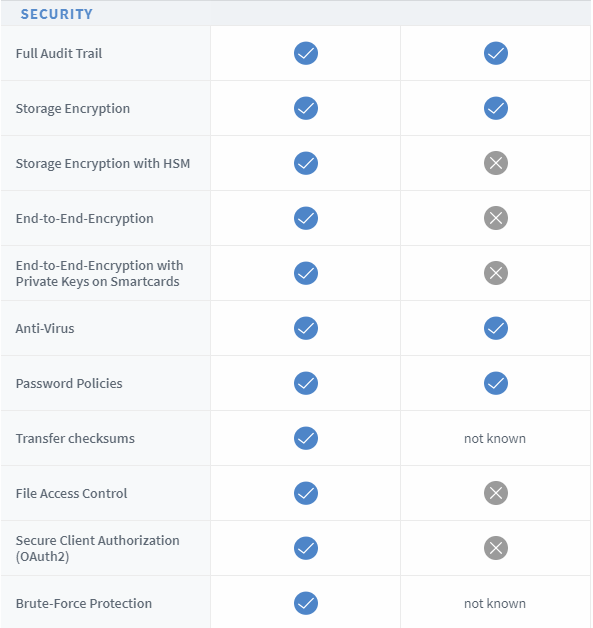 SECURITY
Full Audit Trail
Storage Encryption
Storage Encryption with HSM
End-to-End-Encryption
End-to-End-Encryption with
Private Keys on Smartcards
Anti-Virus
Password Policies
Transfer checksums
not known
File Access Control
Secure Client Authorization
(OAuth2)
Brute-Force Protection
not known